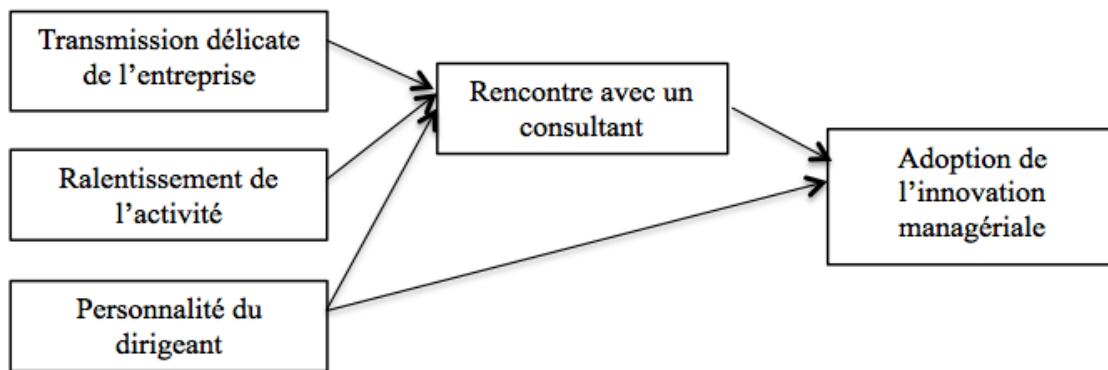 Transmission délicate
de l’entreprise
Rencontre avec un
consultant
Ralentissement de
l’activité
Adoption de
l’innovation
managériale
Personnalité du
dirigeant